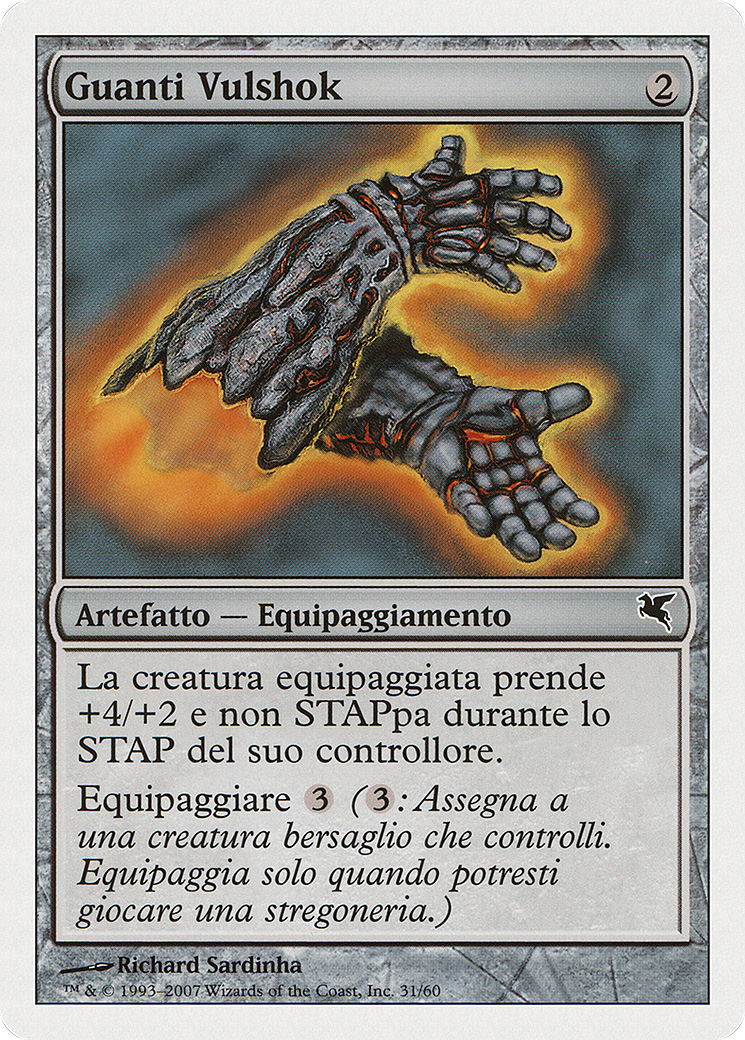 Guanti Vulshok 2
Artefatto — Equipaggiamento
La creatura equipaggiata prende
+4/+2 e non STAPpa durante lo
STAP del suo controllore.
Equipaggiare 3 (3: Assegna a
una creatura bersaglio che controlli.
Equipaggia solo quando potresti
giocare una stregoneria.)
Richard Sardinha
™ & © 1993–2007 Wizards of the Coast, Inc. 31/60